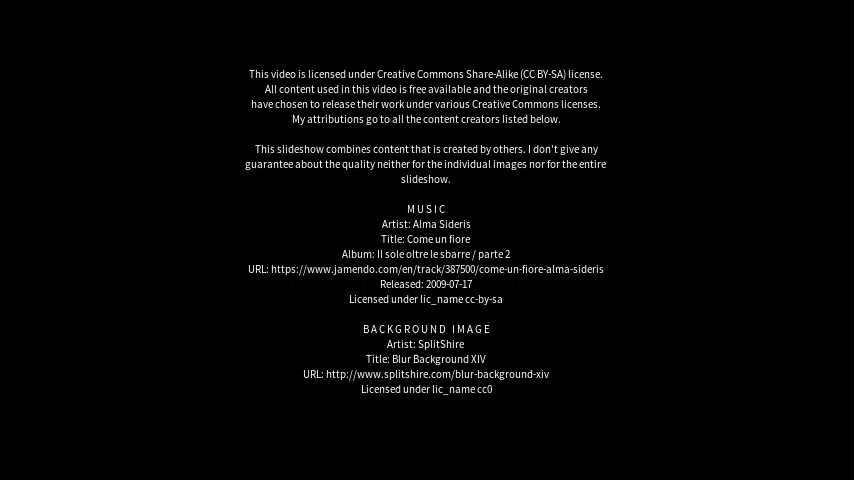 This video is licensed under Creative Commons Share-Alike (CC BY-SA) license.
All content used in this video is free available and the original creators
have chosen to release their work under various Creative Commons licenses.
My attributions go to all the content creators listed below.
This slideshow combines content that is created by others. I don't give any
guarantee about the quality neither for the individual images nor for the entire
slideshow.
MUSIC
Artist: Alma Sideris
Title: Come un fiore
Album: Il sole oltre le sbarre / parte 2
URL: https://www.jamendo.com/en/track/387500/come-un-fiore-alma-sideris
Released: 2009-07-17
Licensed under lic_name cc-by-sa
BACKGROUND IMAGE
Artist: SplitShire
Title: Blur Background XIV
URL: http://www.splitshire.com/blur-background-xiv
Licensed under lic_name cc0